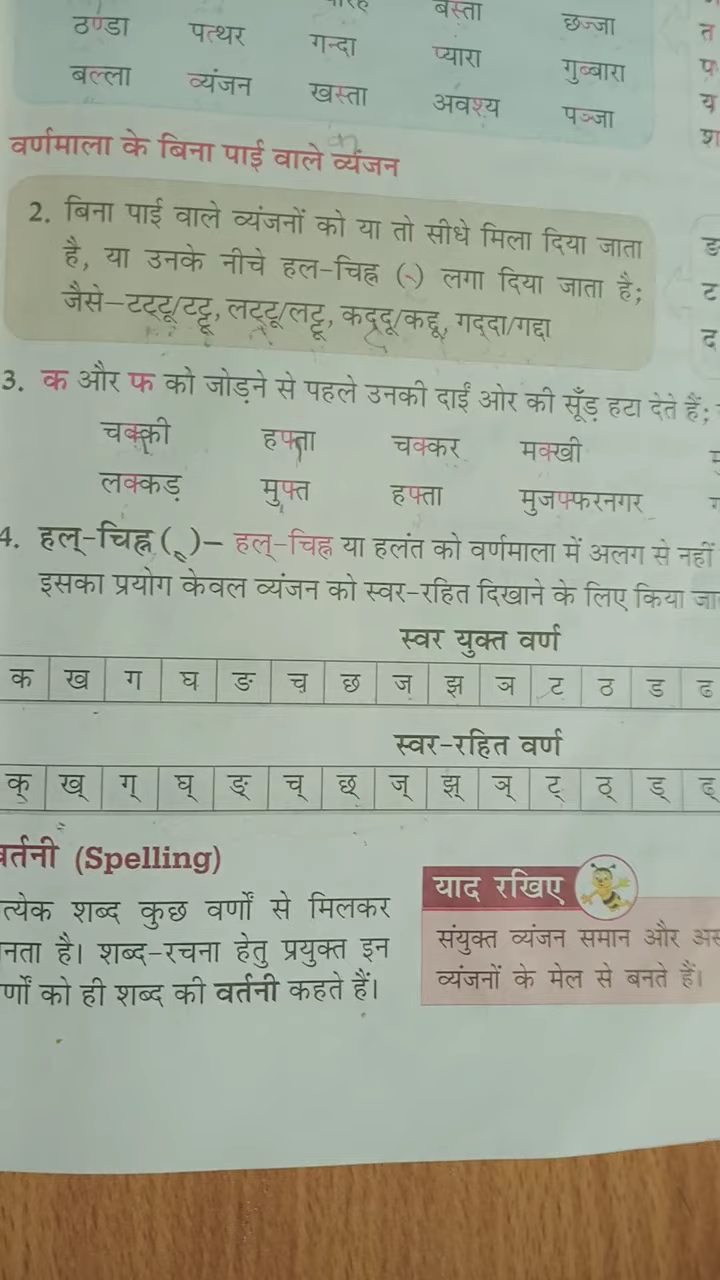 बस्ता
ठण्डा पत्थर गन्दा प्यारा छज्जा
बल्ला व्यंजन खस्ता अवश्य गुब्बारा
पञ्जा
त
प
य
श
वर्णमाला के बिना पाई वाले व्यंजन
2. बिना पाई वाले व्यंजनों को या तो सीधे मिला दिया जाता
है, या उनके नीचे हल-चिह्न (्) लगा दिया जाता है;
जैसे–टट्टू/टट्टू, लट्टू/लट्टू, कद्दू/कद्दू, गद्दा/गद्दा
ङ
ट
द
3. क और फ को जोड़ने से पहले उनकी दाईं ओर की सूँड़ हटा देते हैं;
चक्की हफ्ता चक्कर मक्खी
लक्कड़ मुफ्त हफ्ता मुजफ्फरनगर
4. हल्-चिह्न (्)– हल्-चिह्न या हलंत को वर्णमाला में अलग से नहीं
इसका प्रयोग केवल व्यंजन को स्वर-रहित दिखाने के लिए किया जा
स्वर युक्त वर्ण
क ख ग घ ङ च छ ज झ ञ ट ठ ड ढ
स्वर-रहित वर्ण
क् ख् ग् घ् ङ् च् छ् ज् झ् ञ् ट् ठ् ड् ढ्
वर्तनी (Spelling)
त्येक शब्द कुछ वर्णों से मिलकर
नता है। शब्द-रचना हेतु प्रयुक्त इन
र्णों को ही शब्द की वर्तनी कहते हैं।
याद रखिए
संयुक्त व्यंजन समान और अस
व्यंजनों के मेल से बनते हैं।